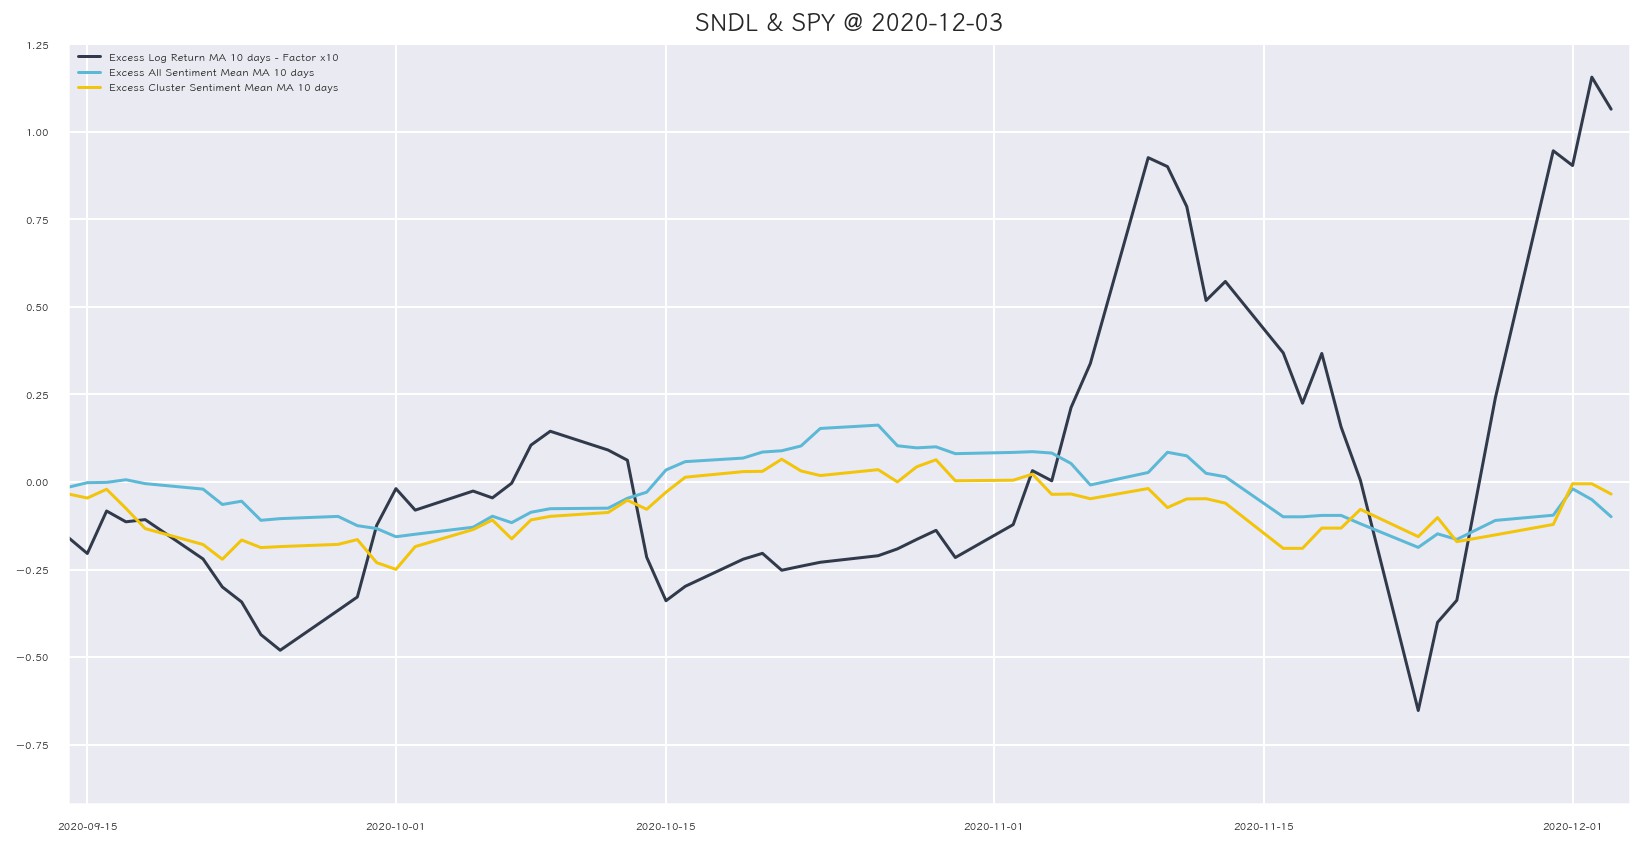 SNDL & SPY @ 2020-12-03
1.25
Excess Log Return MA 10 days - Factor x10
Excess All Sentiment Mean MA 10 days
Excess Cluster Sentiment Mean MA 10 days
1.00
0.75
0.50
0.25
0.00
−0.25
−0.50
−0.75
2020-09-15 2020-10-01 2020-10-15 2020-11-01 2020-11-15 2020-12-01